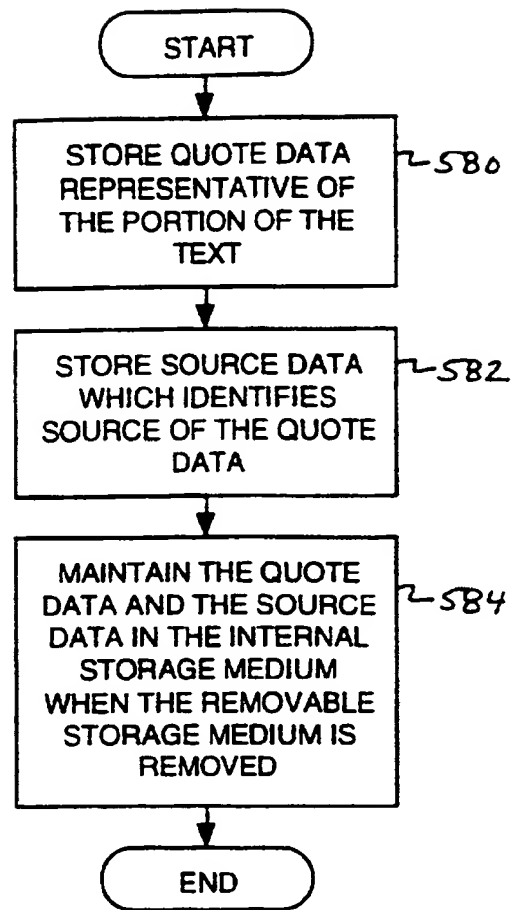 START
STORE QUOTE DATA
REPRESENTATIVE OF
THE PORTION OF THE
TEXT
580
STORE SOURCE DATA
WHICH IDENTIFIES
SOURCE OF THE QUOTE
DATA
582
MAINTAIN THE QUOTE
DATA AND THE SOURCE
DATA IN THE INTERNAL
STORAGE MEDIUM
WHEN THE REMOVABLE
STORAGE MEDIUM IS
REMOVED
584
END